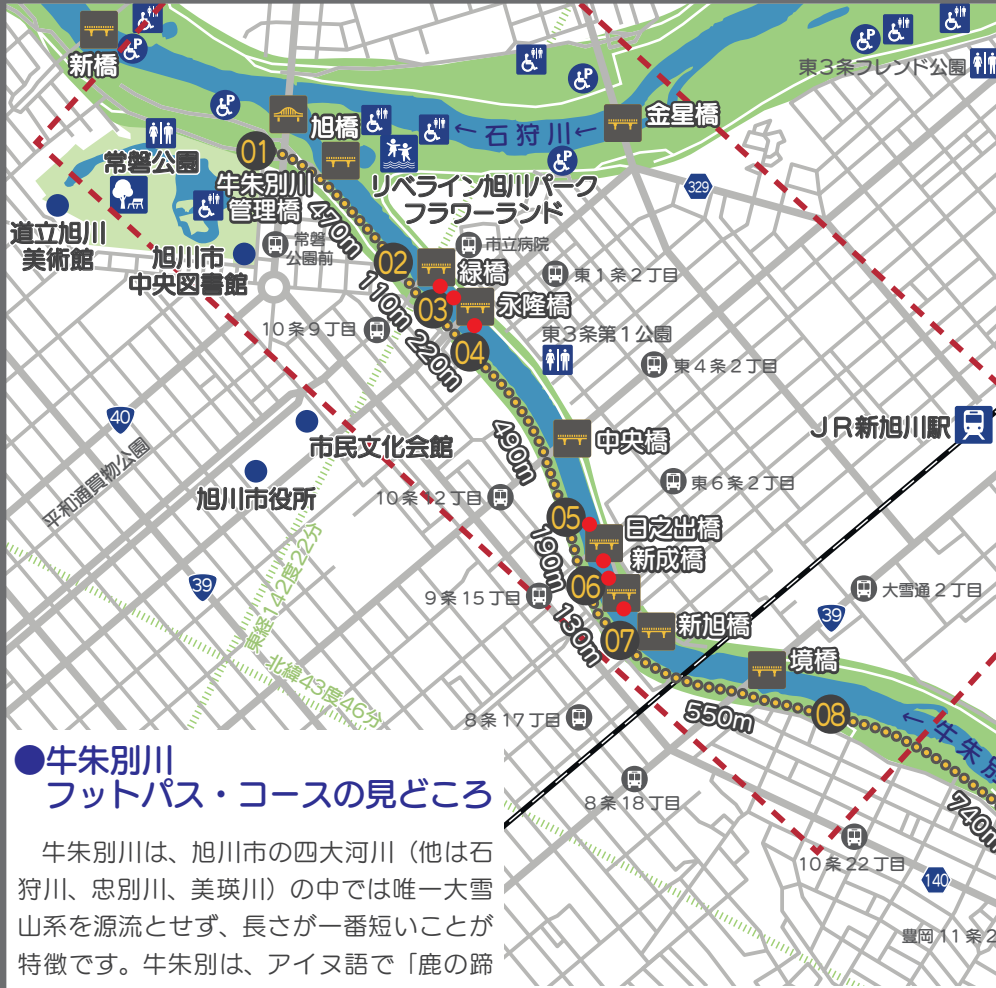 新橋
旭橋
← 石狩川 ←
金星橋
東3条フレンド公園
01
常磐公園
牛朱別川
管理橋
リベライン旭川パーク
フラワーランド
329
道立旭川
美術館
旭川市
中央図書館
常磐
公園前
470m
02
市立病院
緑橋
東1条2丁目
110m
03
永隆橋
10条9丁目
220m
04
東3条第1公園
東4条2丁目
40
平和通買物公園
市民文化会館
490m
中央橋
JR新旭川駅
旭川市役所
10条12丁目
東6条2丁目
05
日之出橋
190m
新成橋
39
東経142度22分
9条15丁目
06
130m
大雪通2丁目
39
07
新旭橋
北緯43度46分
境橋
8条17丁目
550m
08
← 牛朱別
740m
8条18丁目
10条22丁目
140
豊岡11条2
●牛朱別川
フットパス・コースの見どころ
牛朱別川は、旭川市の四大河川（他は石
狩川、忠別川、美瑛川）の中では唯一大雪
山系を源流とせず、長さが一番短いことが
特徴です。牛朱別は、アイヌ語で「鹿の蹄